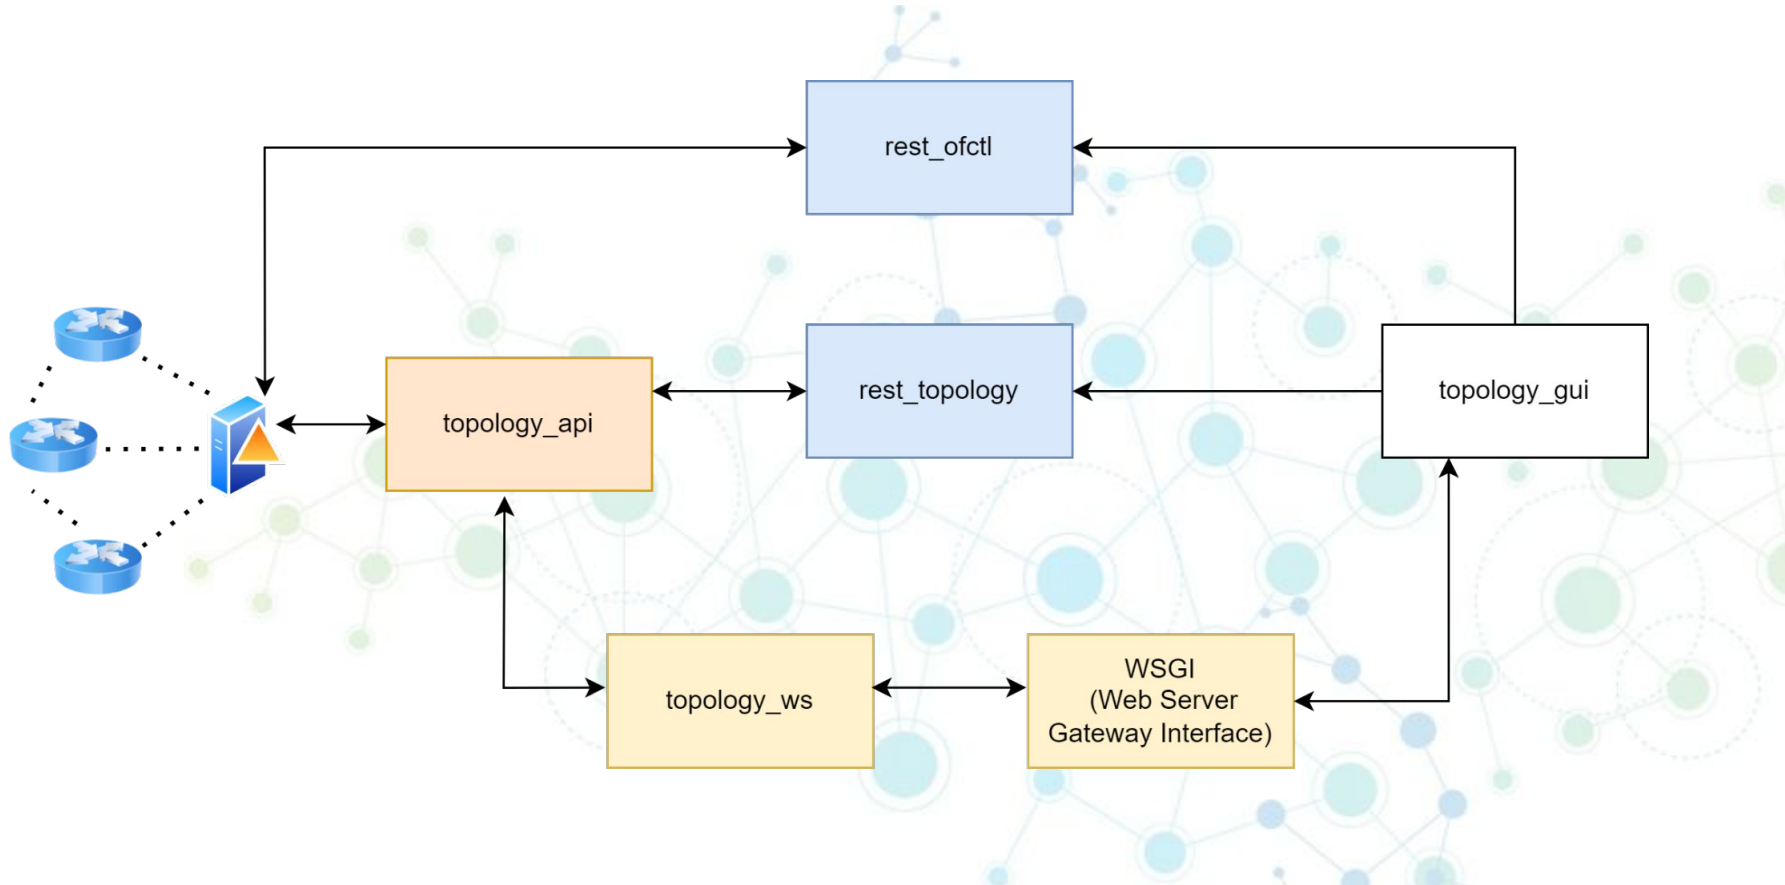 rest_ofctl
topology_api
rest_topology
topology_gui
topology_ws
WSGI
(Web Server
Gateway Interface)